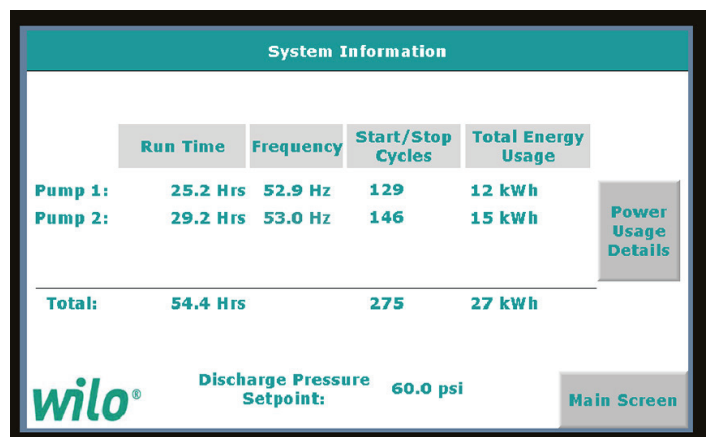 System Information
Run Time Frequency Start/Stop Cycles Total Energy Usage
Pump 1: 25.2 Hrs 52.9 Hz 129 12 kWh
Pump 2: 29.2 Hrs 53.0 Hz 146 15 kWh
Power
Usage
Details
Total: 54.4 Hrs 275 27 kWh
Discharge Pressure
Setpoint: 60.0 psi
wilo®
Main Screen